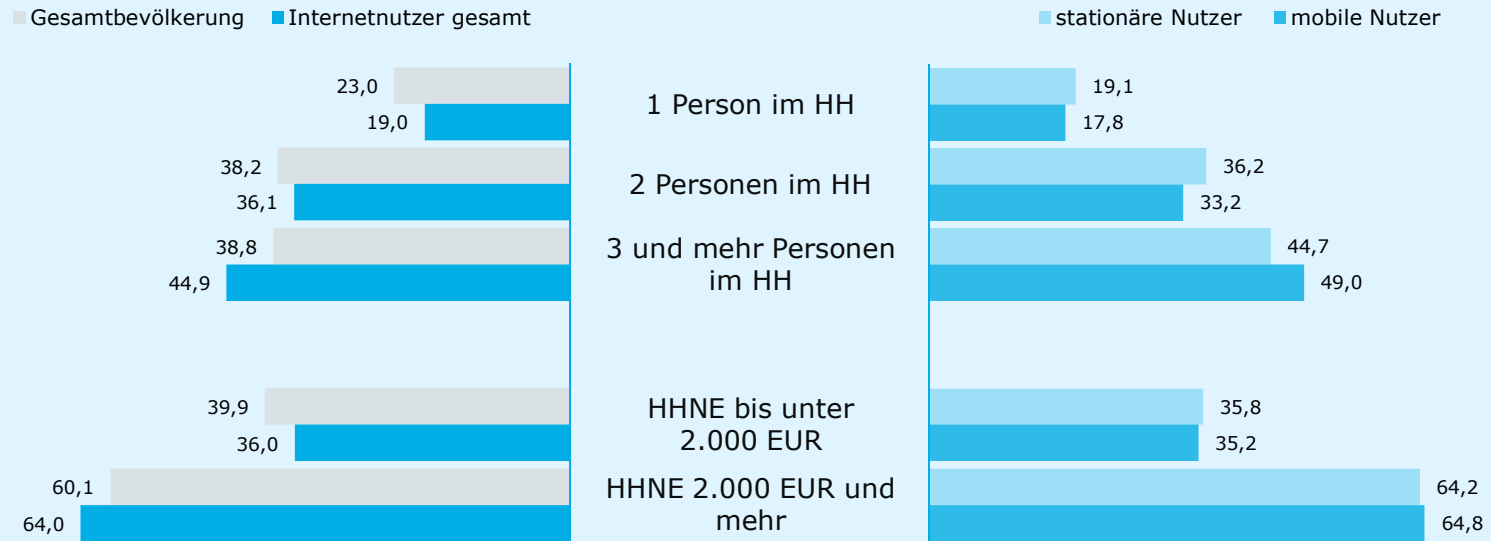 Gesamtbevölkerung Internetnutzer gesamt stationäre Nutzer mobile Nutzer
23,0 1 Person im HH 19,1
19,0 17,8
38,2 2 Personen im HH 36,2
36,1 33,2
38,8 3 und mehr Personen 44,7
44,9 im HH 49,0
39,9 HHNE bis unter 35,8
36,0 2.000 EUR 35,2
60,1 HHNE 2.000 EUR und 64,2
64,0 mehr 64,8